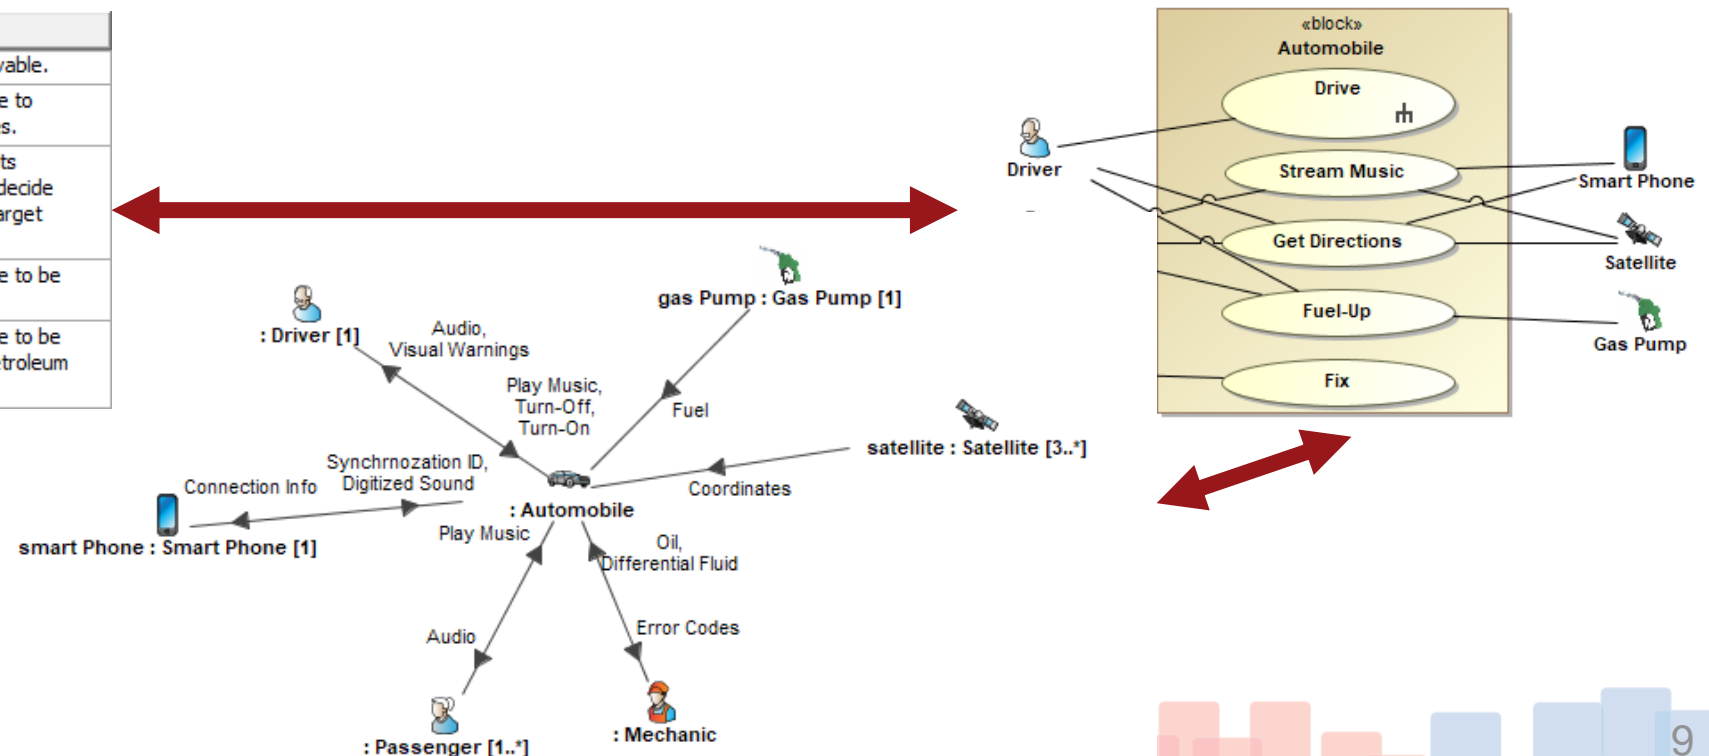 yable.
e to
s.
ts
decide
arget
e to be
e to be
troleum
«block»
Automobile
Drive
Stream Music
Get Directions
Fuel-Up
Fix
Driver
Smart Phone
Satellite
Gas Pump
gas Pump : Gas Pump [1]
: Driver [1]
Audio,
Visual Warnings
Play Music,
Turn-Off,
Turn-On
Fuel
satellite : Satellite [3..*]
Coordinates
Synchrnozation ID,
Digitized Sound
Connection Info
: Automobile
smart Phone : Smart Phone [1]
Play Music
Oil,
Differential Fluid
Audio
Error Codes
: Passenger [1..*]
: Mechanic
9